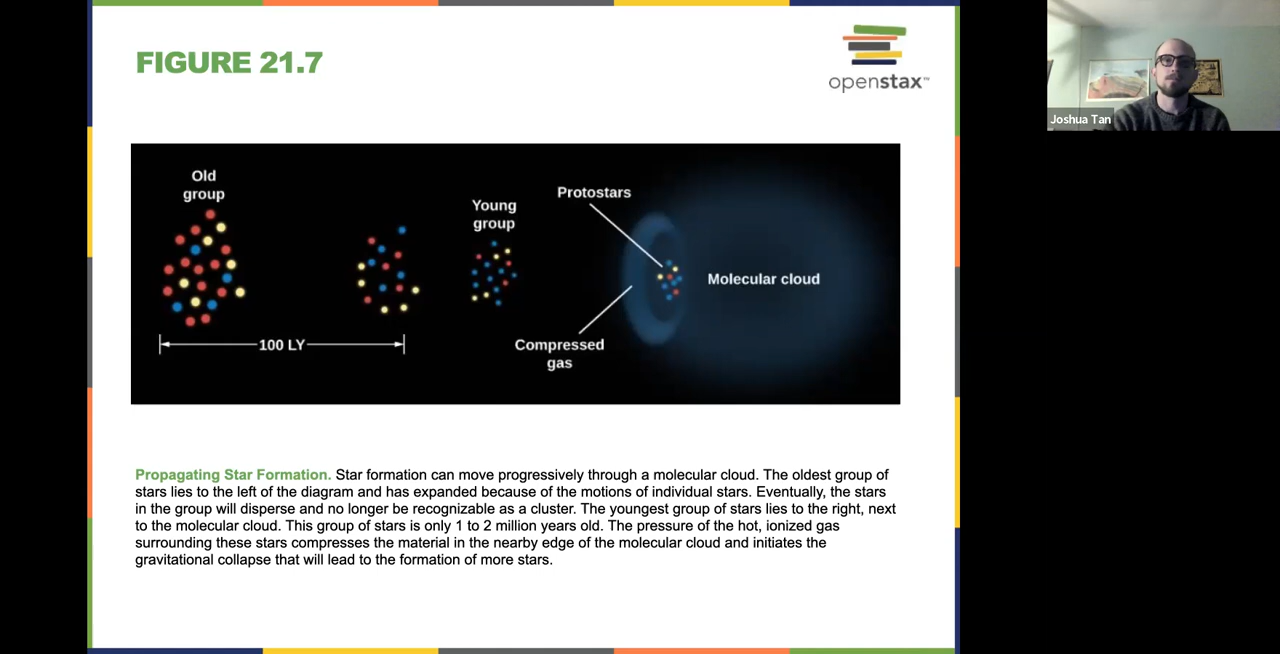 FIGURE 21.7
openstax™
Joshua Tan
Old
group
Young
group
Protostars
Molecular cloud
100 LY
Compressed
gas
Propagating Star Formation. Star formation can move progressively through a molecular cloud. The oldest group of
stars lies to the left of the diagram and has expanded because of the motions of individual stars. Eventually, the stars
in the group will disperse and no longer be recognizable as a cluster. The youngest group of stars lies to the right, next
to the molecular cloud. This group of stars is only 1 to 2 million years old. The pressure of the hot, ionized gas
surrounding these stars compresses the material in the nearby edge of the molecular cloud and initiates the
gravitational collapse that will lead to the formation of more stars.